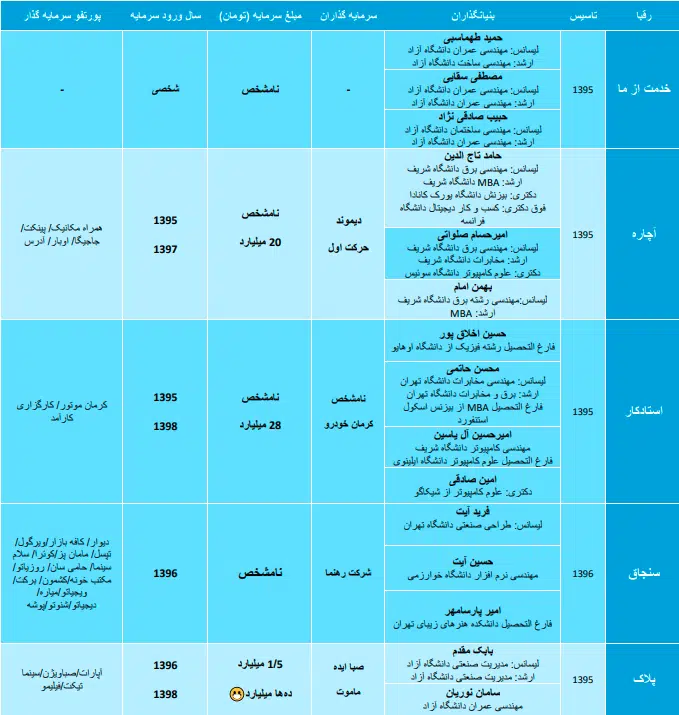 رقبا
تاسیس
بنیانگذاران
سرمایه گذاران
مبلغ سرمایه (تومان)
سال ورود سرمایه
پورتفو سرمایه گذار
خدمت از ما
1395
حمید طهماسبی
لیسانس: مهندسی عمران دانشگاه آزاد
ارشد: مهندسی ساخت دانشگاه آزاد
مصطفی سقایی
لیسانس: مهندسی عمران دانشگاه آزاد
ارشد: مهندسی عمران دانشگاه آزاد
حبیب صادقی نژاد
لیسانس: مهندسی ساختمان دانشگاه آزاد
ارشد: مهندسی عمران دانشگاه آزاد
-
نامشخص
شخصی
-
آچاره
1395
حامد تاج الدین
لیسانس: مهندسی برق دانشگاه شریف
ارشد: MBA دانشگاه شریف
دکتری: بیزنش دانشگاه یورک کانادا
فوق دکتری: کسب و کار دیجیتال دانشگاه
فرانسه
امیرحسام صلواتی
لیسانس: مهندسی برق دانشگاه شریف
ارشد: مخابرات دانشگاه شریف
دکتری: علوم کامپیوتر دانشگاه سوئیس
بهمن امام
لیسانس:مهندسی رشته برق دانشگاه شریف
ارشد: MBA
دیموند
حرکت اول
نامشخص
20 میلیارد
1395
1397
همراه مکانیک/ پینکت/
جاجیگا/ اوبار/ آدرس
استادکار
1395
حسین اخلاق پور
فارغ التحصیل رشته فیزیک از دانشگاه اوهایو
محسن حاتمی
لیسانس: مهندسی مخابرات دانشگاه تهران
ارشد: برق و مخابرات دانشگاه تهران
فارغ التحصیل MBA از بیزنس اسکول
استنفورد
امیرحسین آل یاسین
مهندسی کامپیوتر دانشگاه شریف
فارغ التحصیل علوم کامپیوتر دانشگاه ایلینوی
امین صادقی
دکتری: علوم کامپیوتر از شیکاگو
نامشخص
کرمان خودرو
نامشخص
28 میلیارد
1395
1398
کرمان موتور/ کارگزاری
کارآمد
سنجاق
1396
فرید آیت
لیسانس: طراحی صنعتی دانشگاه تهران
حسین آیت
مهندسی نرم افزار دانشگاه خوارزمی
امیر پارسامهر
فارغ التحصیل دانشکده هنرهای زیبای تهران
شرکت رهنما
نامشخص
1396
دیوار/ کافه بازار/ویرگول/
تپسل/ مامان پز/کوئرا/ سلام
سینما/ حامی سان/ روزیاتو/
مکتب خونه/کشمون/ برکت/
ویجیاتو/میاره/
دیجیاتو/شنوتو/پوشه
پلاک
1395
بابک مقدم
لیسانس: مدیریت صنعتی دانشگاه آزاد
ارشد: مدیریت صنعتی دانشگاه آزاد
سامان نوریان
مهندسی عمران دانشگاه آزاد
صبا ایده
ماموت
1/5 میلیارد
ده‌ها میلیارد
1396
1398
آپارات/صباویژن/سینما
تیکت/فیلیمو